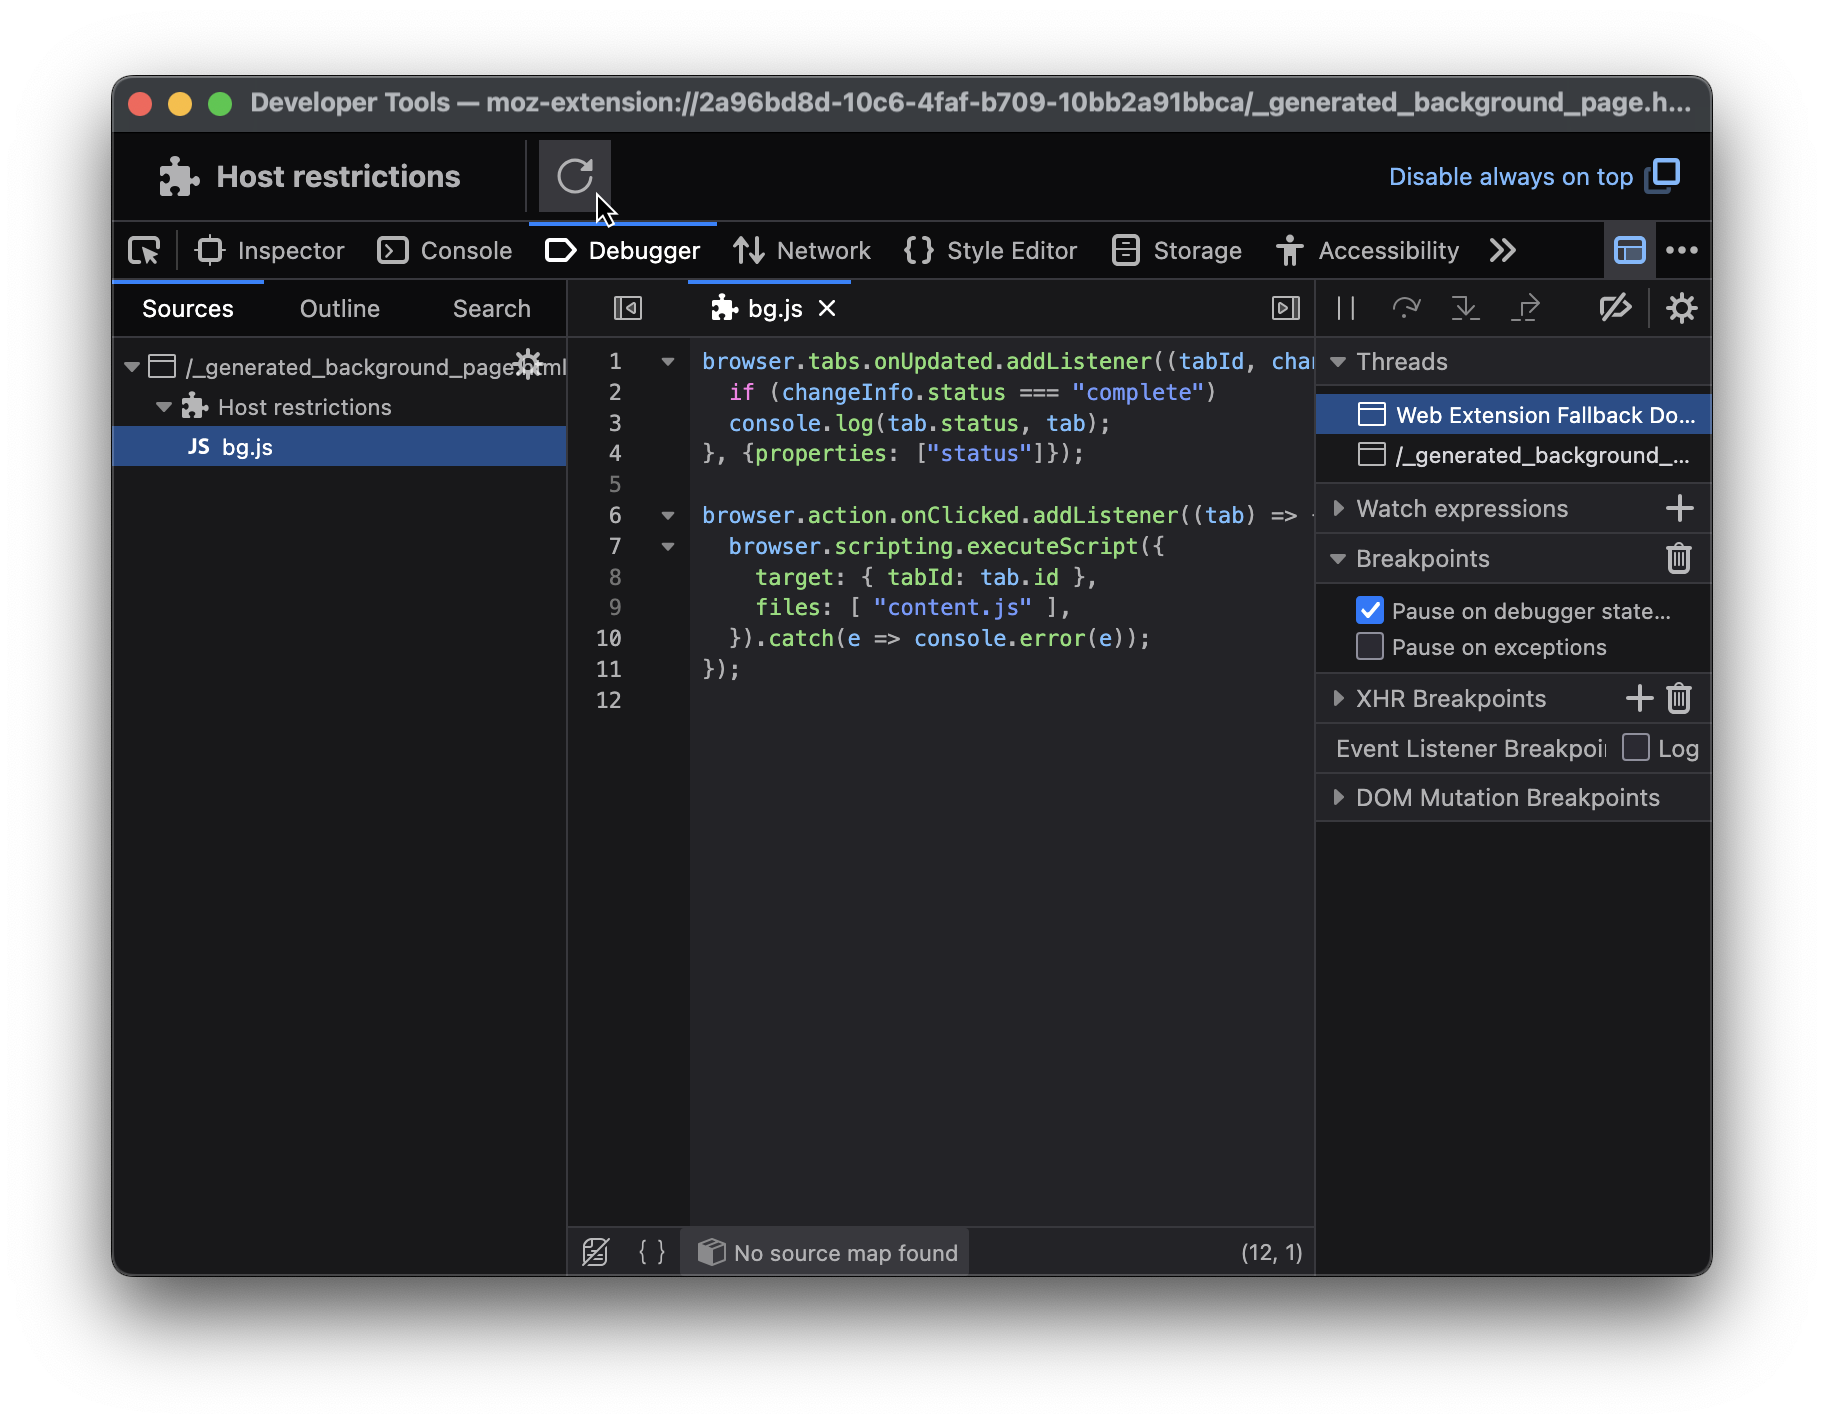 Developer Tools — moz-extension://2a96bd8d-10c6-4faf-b709-10bb2a91bbca/_generated_background_page.h...
Host restrictions
Disable always on top
Inspector Console Debugger Network {} Style Editor Storage Accessibility
Sources Outline Search
bg.js
/_generated_background_page.html
Host restrictions
JS bg.js
1 browser.tabs.onUpdated.addListener((tabId, chan
2 if (changeInfo.status === "complete")
3 console.log(tab.status, tab);
4 }, {properties: ["status"]});
5
6 browser.action.onClicked.addListener((tab) =>
7 browser.scripting.executeScript({
8 target: { tabId: tab.id },
9 files: [ "content.js" ],
10 }).catch(e => console.error(e));
11 });
12
{ } No source map found (12, 1)
Threads
Web Extension Fallback Do...
/_generated_background_...
Watch expressions
Breakpoints
Pause on debugger state...
Pause on exceptions
XHR Breakpoints
Event Listener Breakpoi Log
DOM Mutation Breakpoints